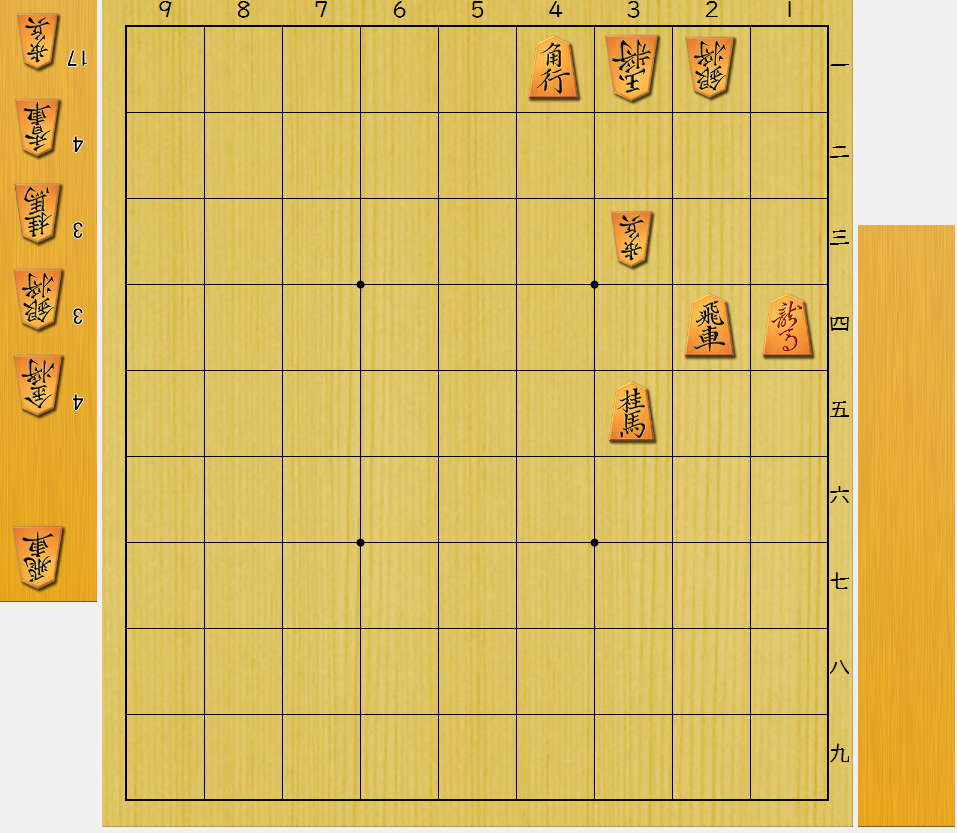 9 8 7 6 5 4 3 2 1
角行 玉将 銀将 一
二
歩兵 三
飛車 龍馬 四
桂馬 五
六
七
八
九
歩兵 17
香車 4
桂馬 3
銀将 3
金将 4
飛車